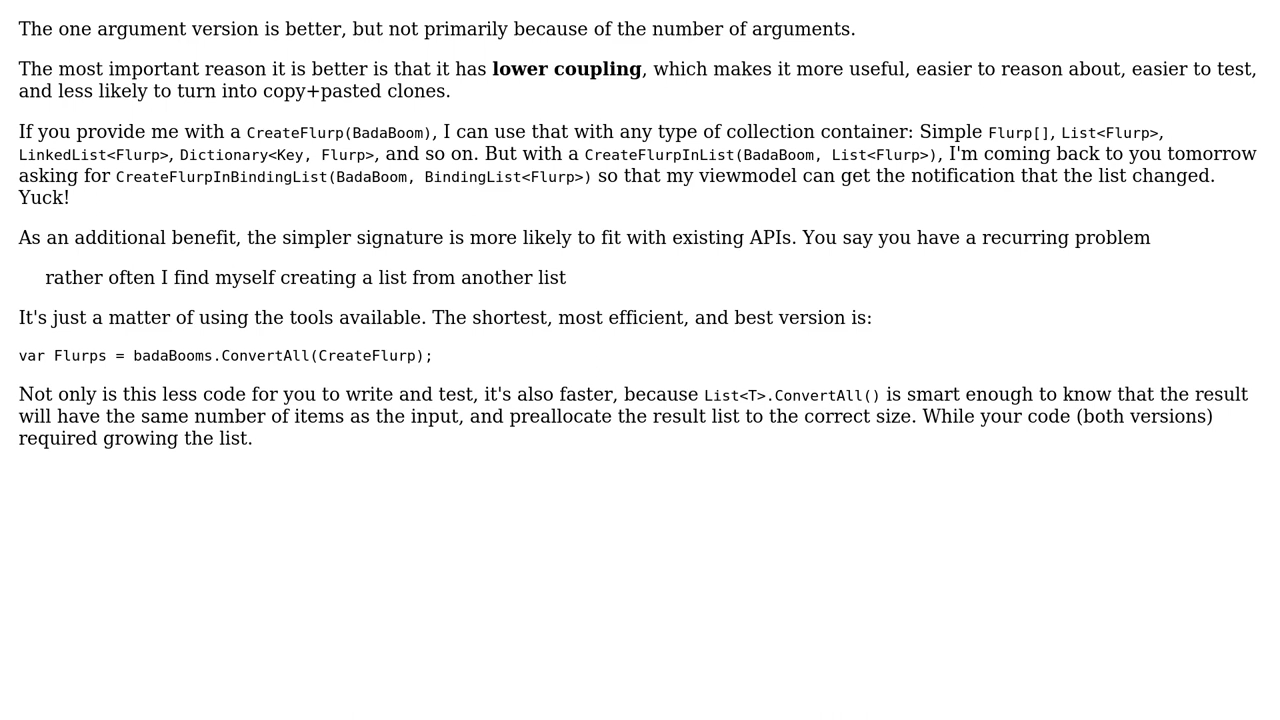 The one argument version is better, but not primarily because of the number of arguments.
The most important reason it is better is that it has lower coupling, which makes it more useful, easier to reason about, easier to test,
and less likely to turn into copy+pasted clones.
If you provide me with a CreateFlurp(BadaBoom), I can use that with any type of collection container: Simple Flurp[], List<Flurp>,
LinkedList<Flurp>, Dictionary<Key, Flurp>, and so on. But with a CreateFlurpInList(BadaBoom, List<Flurp>), I'm coming back to you tomorrow
asking for CreateFlurpInBindingList(BadaBoom, BindingList<Flurp>) so that my viewmodel can get the notification that the list changed.
Yuck!
As an additional benefit, the simpler signature is more likely to fit with existing APIs. You say you have a recurring problem
rather often I find myself creating a list from another list
It's just a matter of using the tools available. The shortest, most efficient, and best version is:
var Flurps = badaBooms.ConvertAll(CreateFlurp);
Not only is this less code for you to write and test, it's also faster, because List<T>.ConvertAll() is smart enough to know that the result
will have the same number of items as the input, and preallocate the result list to the correct size. While your code (both versions)
required growing the list.